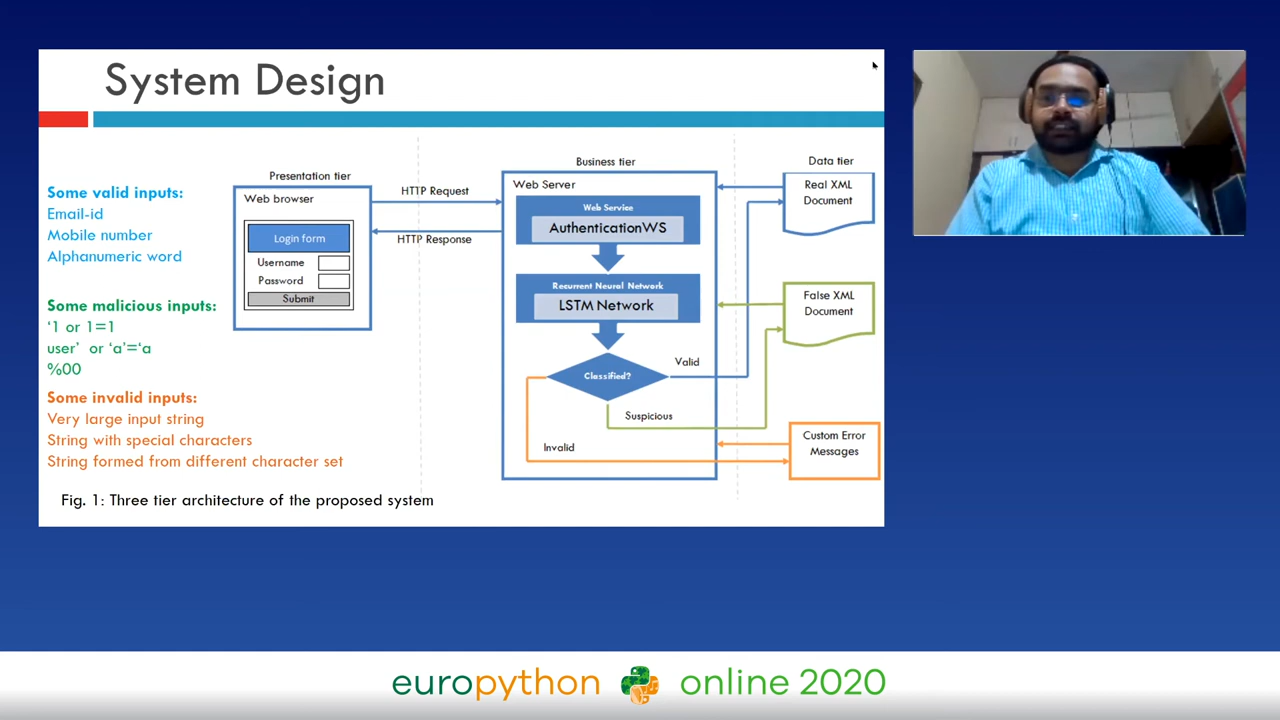 System Design
Some valid inputs:
Email-id
Mobile number
Alphanumeric word
Some malicious inputs:
‘1 or 1=1
user’ or ‘a’=‘a
%00
Some invalid inputs:
Very large input string
String with special characters
String formed from different character set
Presentation tier
Web browser
Login form
Username
Password
Submit
HTTP Request
HTTP Response
Business tier
Web Server
Web Service
AuthenticationWS
Recurrent Neural Network
LSTM Network
Classified?
Valid
Suspicious
Invalid
Data tier
Real XML
Document
False XML
Document
Custom Error
Messages
Fig. 1: Three tier architecture of the proposed system
europython online 2020